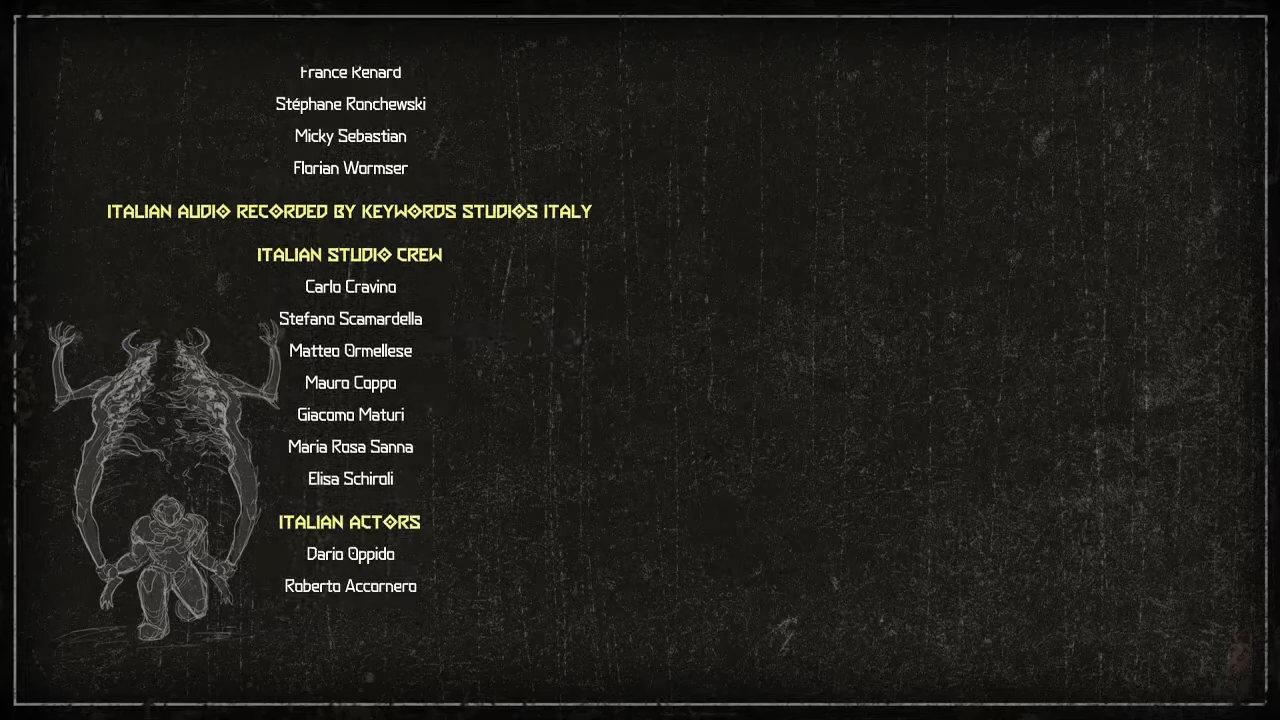 France Renard
Stéphane Ronchewski
Micky Sebastian
Florian Wormser
ITALIAN AUDIO RECORDED BY KEYWORDS STUDIOS ITALY
ITALIAN STUDIO CREW
Carlo Cravino
Stefano Scamardella
Matteo Ormellese
Mauro Coppo
Giacomo Maturi
Maria Rosa Sanna
Elisa Schiroli
ITALIAN ACTORS
Dario Oppido
Roberto Accornero